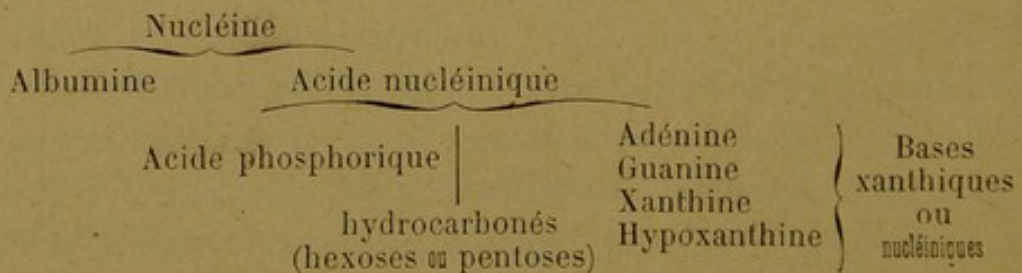 Nucléine
Albumine Acide nucléinique
Acide phosphorique
hydrocarbonés
(hexoses ou pentoses)
Adénine
Guanine
Xanthine
Hypoxanthine
Bases
xanthiques
ou
nucléiniques